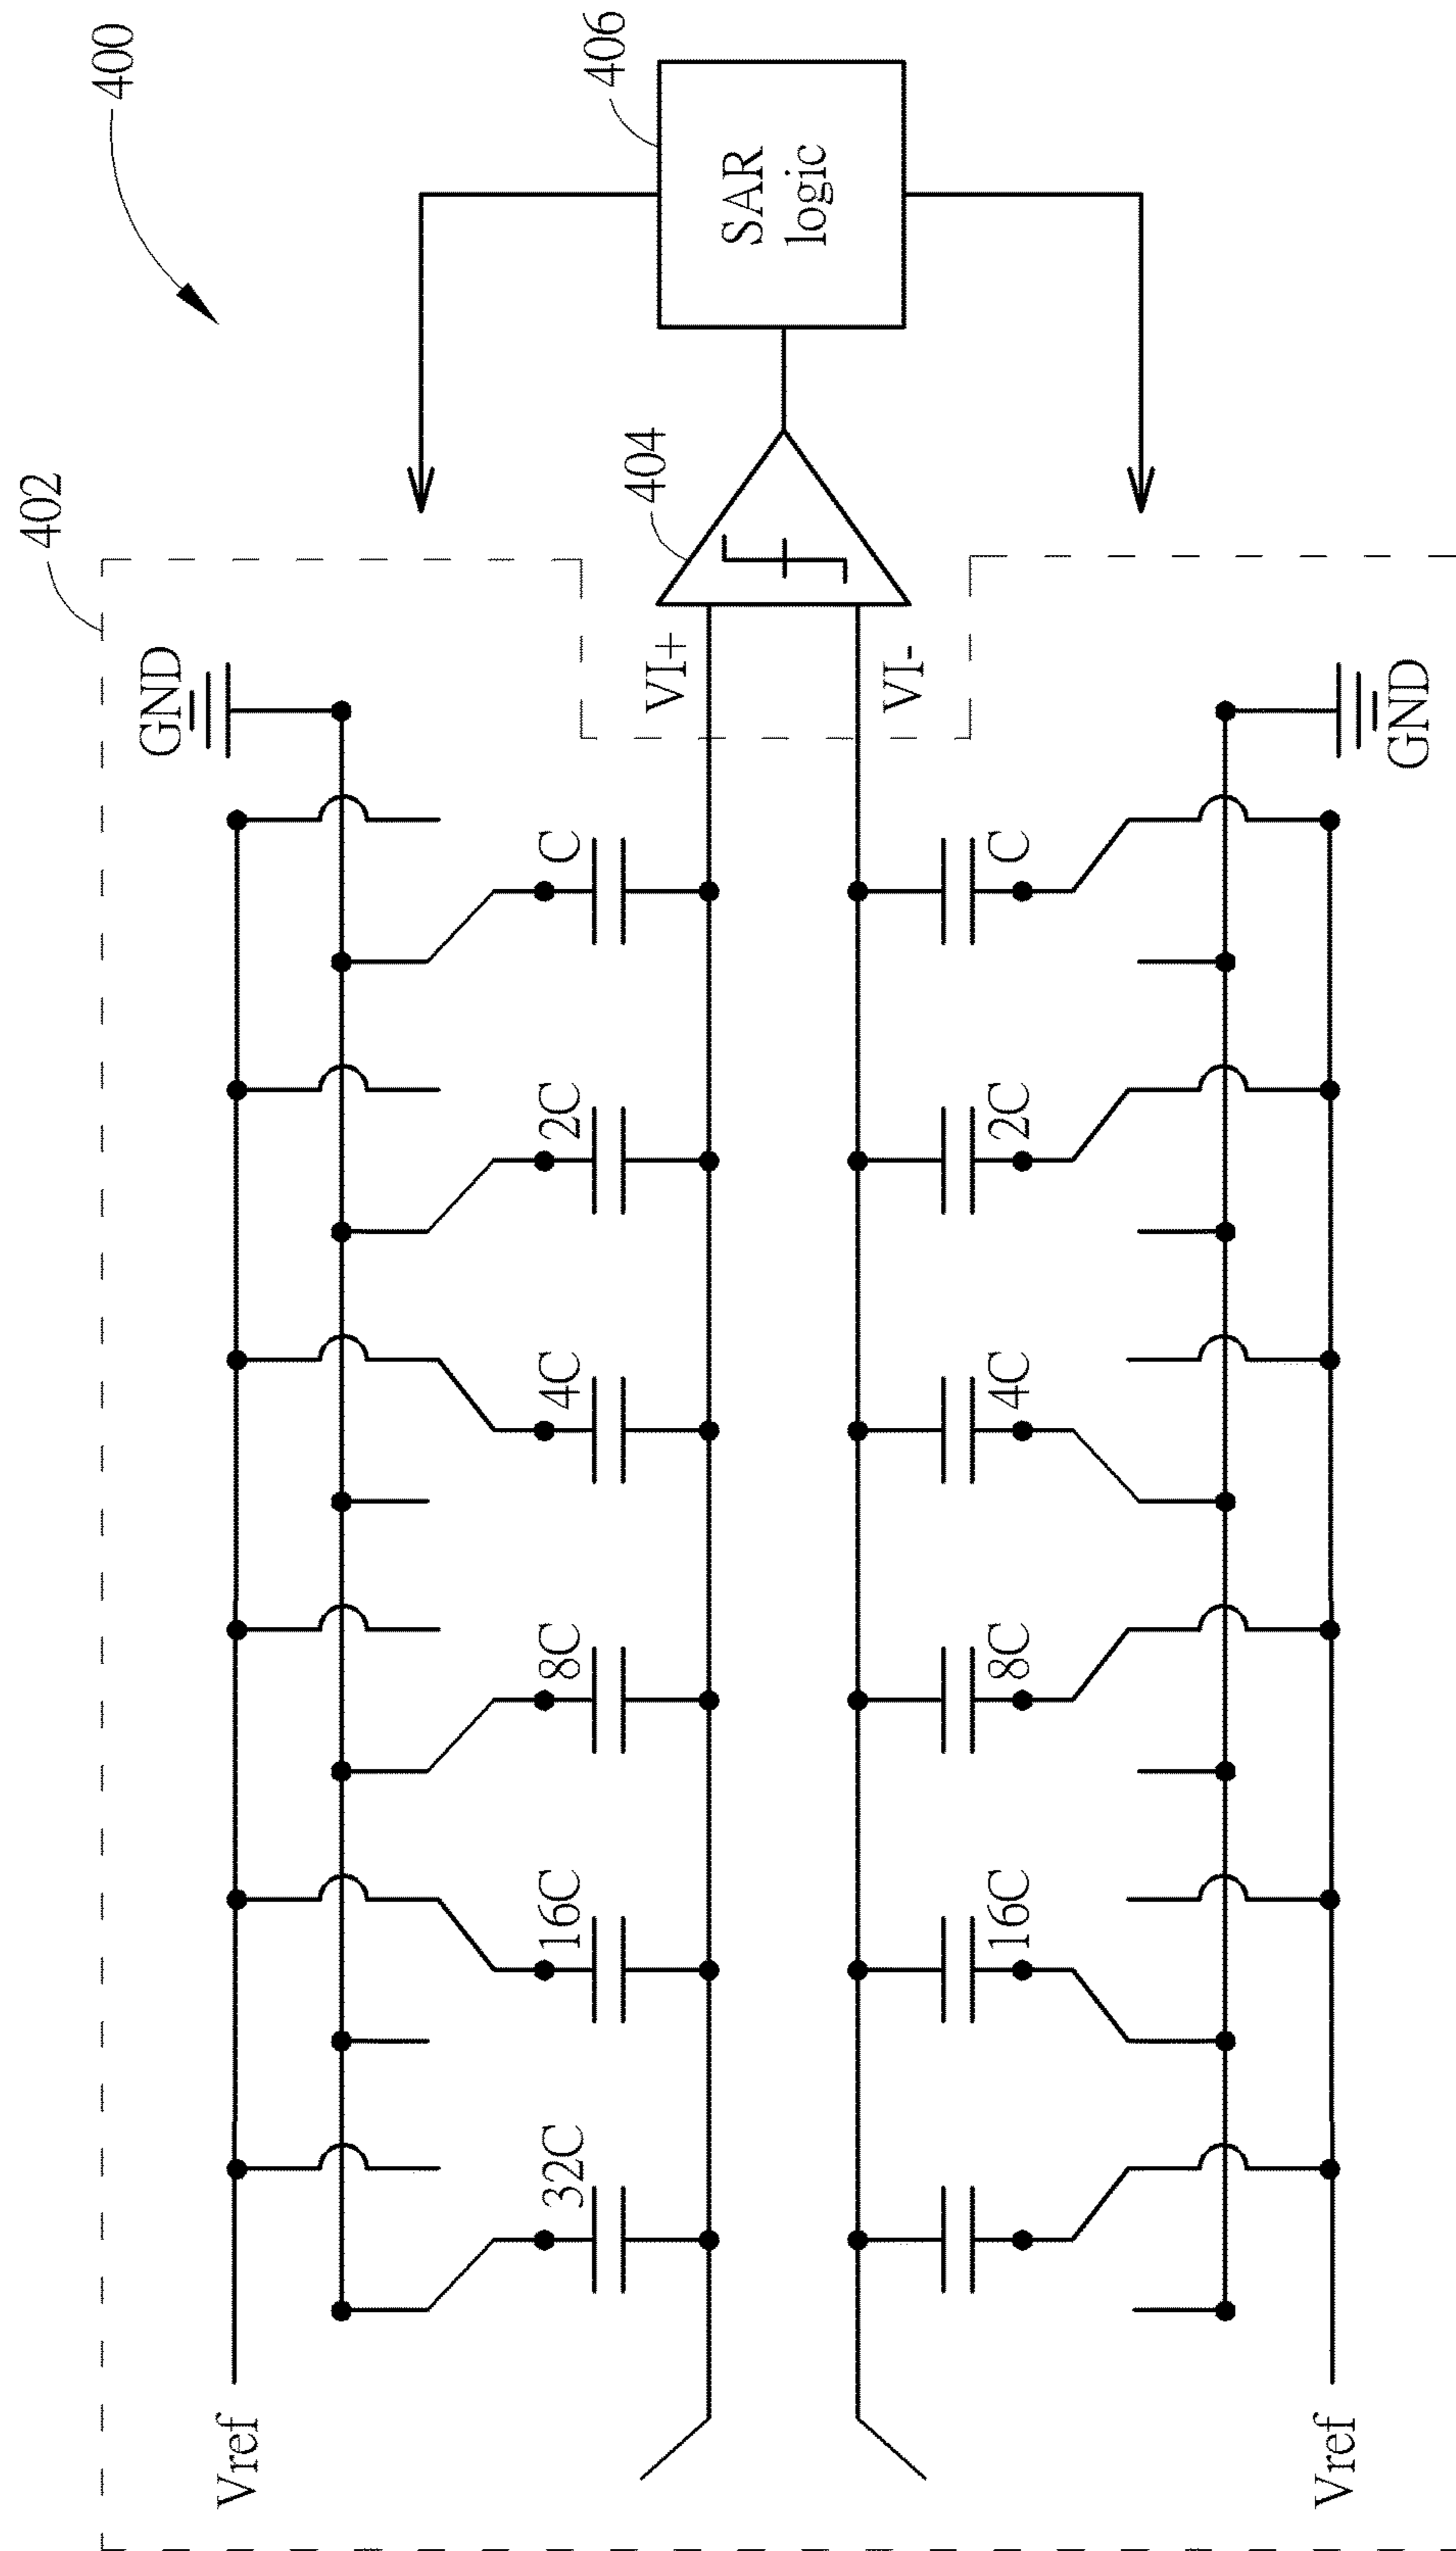 400
402
404
406
SAR
logic
GND
VI+
VI-
GND
Vref
32C
16C
8C
4C
2C
C
16C
8C
4C
2C
C
Vref